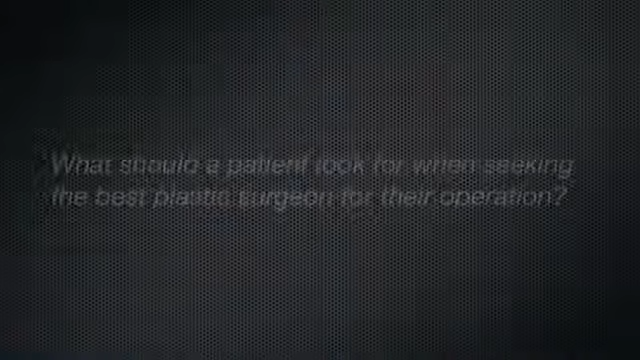 What should a patient look for when seeking
the best plastic surgeon for their operation?